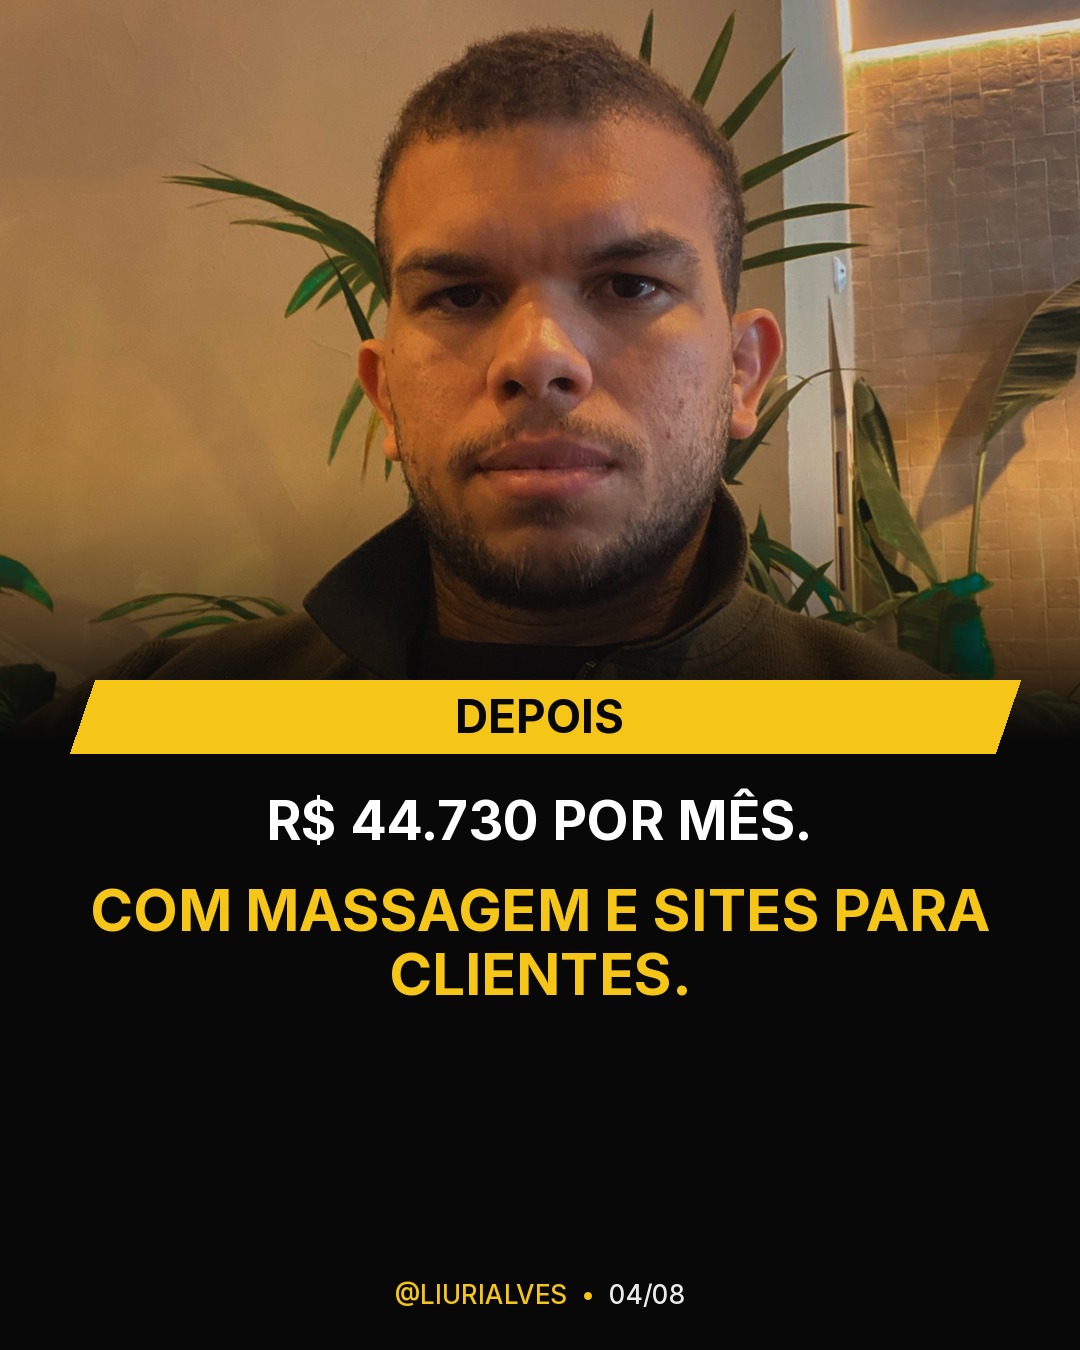 DEPOIS
R$ 44.730 POR MÊS.
COM MASSAGEM E SITES PARA
CLIENTES.
@LIURIALVES • 04/08